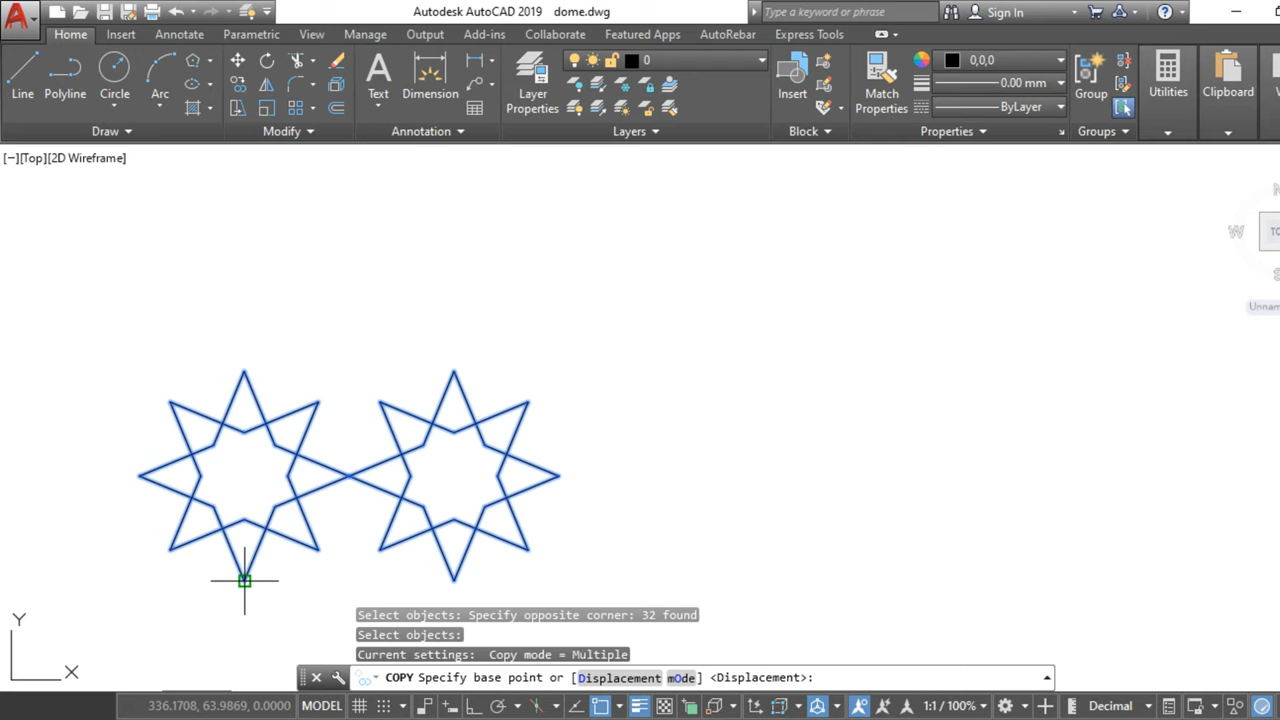 Autodesk AutoCAD 2019 dome.dwg
Type a keyword or phrase
Sign In
Home Insert Annotate Parametric View Manage Output Add-ins Collaborate Featured Apps AutoRebar Express Tools
Line Polyline Circle Arc
Draw
Modify
Text Dimension
Annotation
Layer
Properties
0
Layers
Insert
Block
Match
Properties
0,0,0
0.00 mm
ByLayer
Properties
Group
Groups
Utilities
Clipboard
[−][Top][2D Wireframe]
W
Select objects: Specify opposite corner: 32 found
Select objects:
Current settings: Copy mode = Multiple
COPY Specify base point or [Displacement mOde] <Displacement>:
Y
X
336.1708, 63.9869, 0.0000 MODEL
1:1 / 100%
Decimal